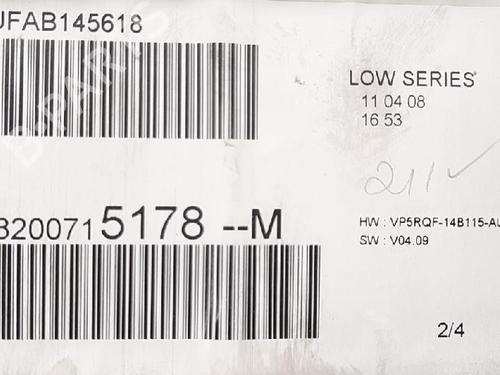 UFAB145618
LOW SERIES
11 04 08
16 53
211
HW : VP5RQF-14B115-AU
SW : V04.09
8200715178 --M
2/4
B-PARTS